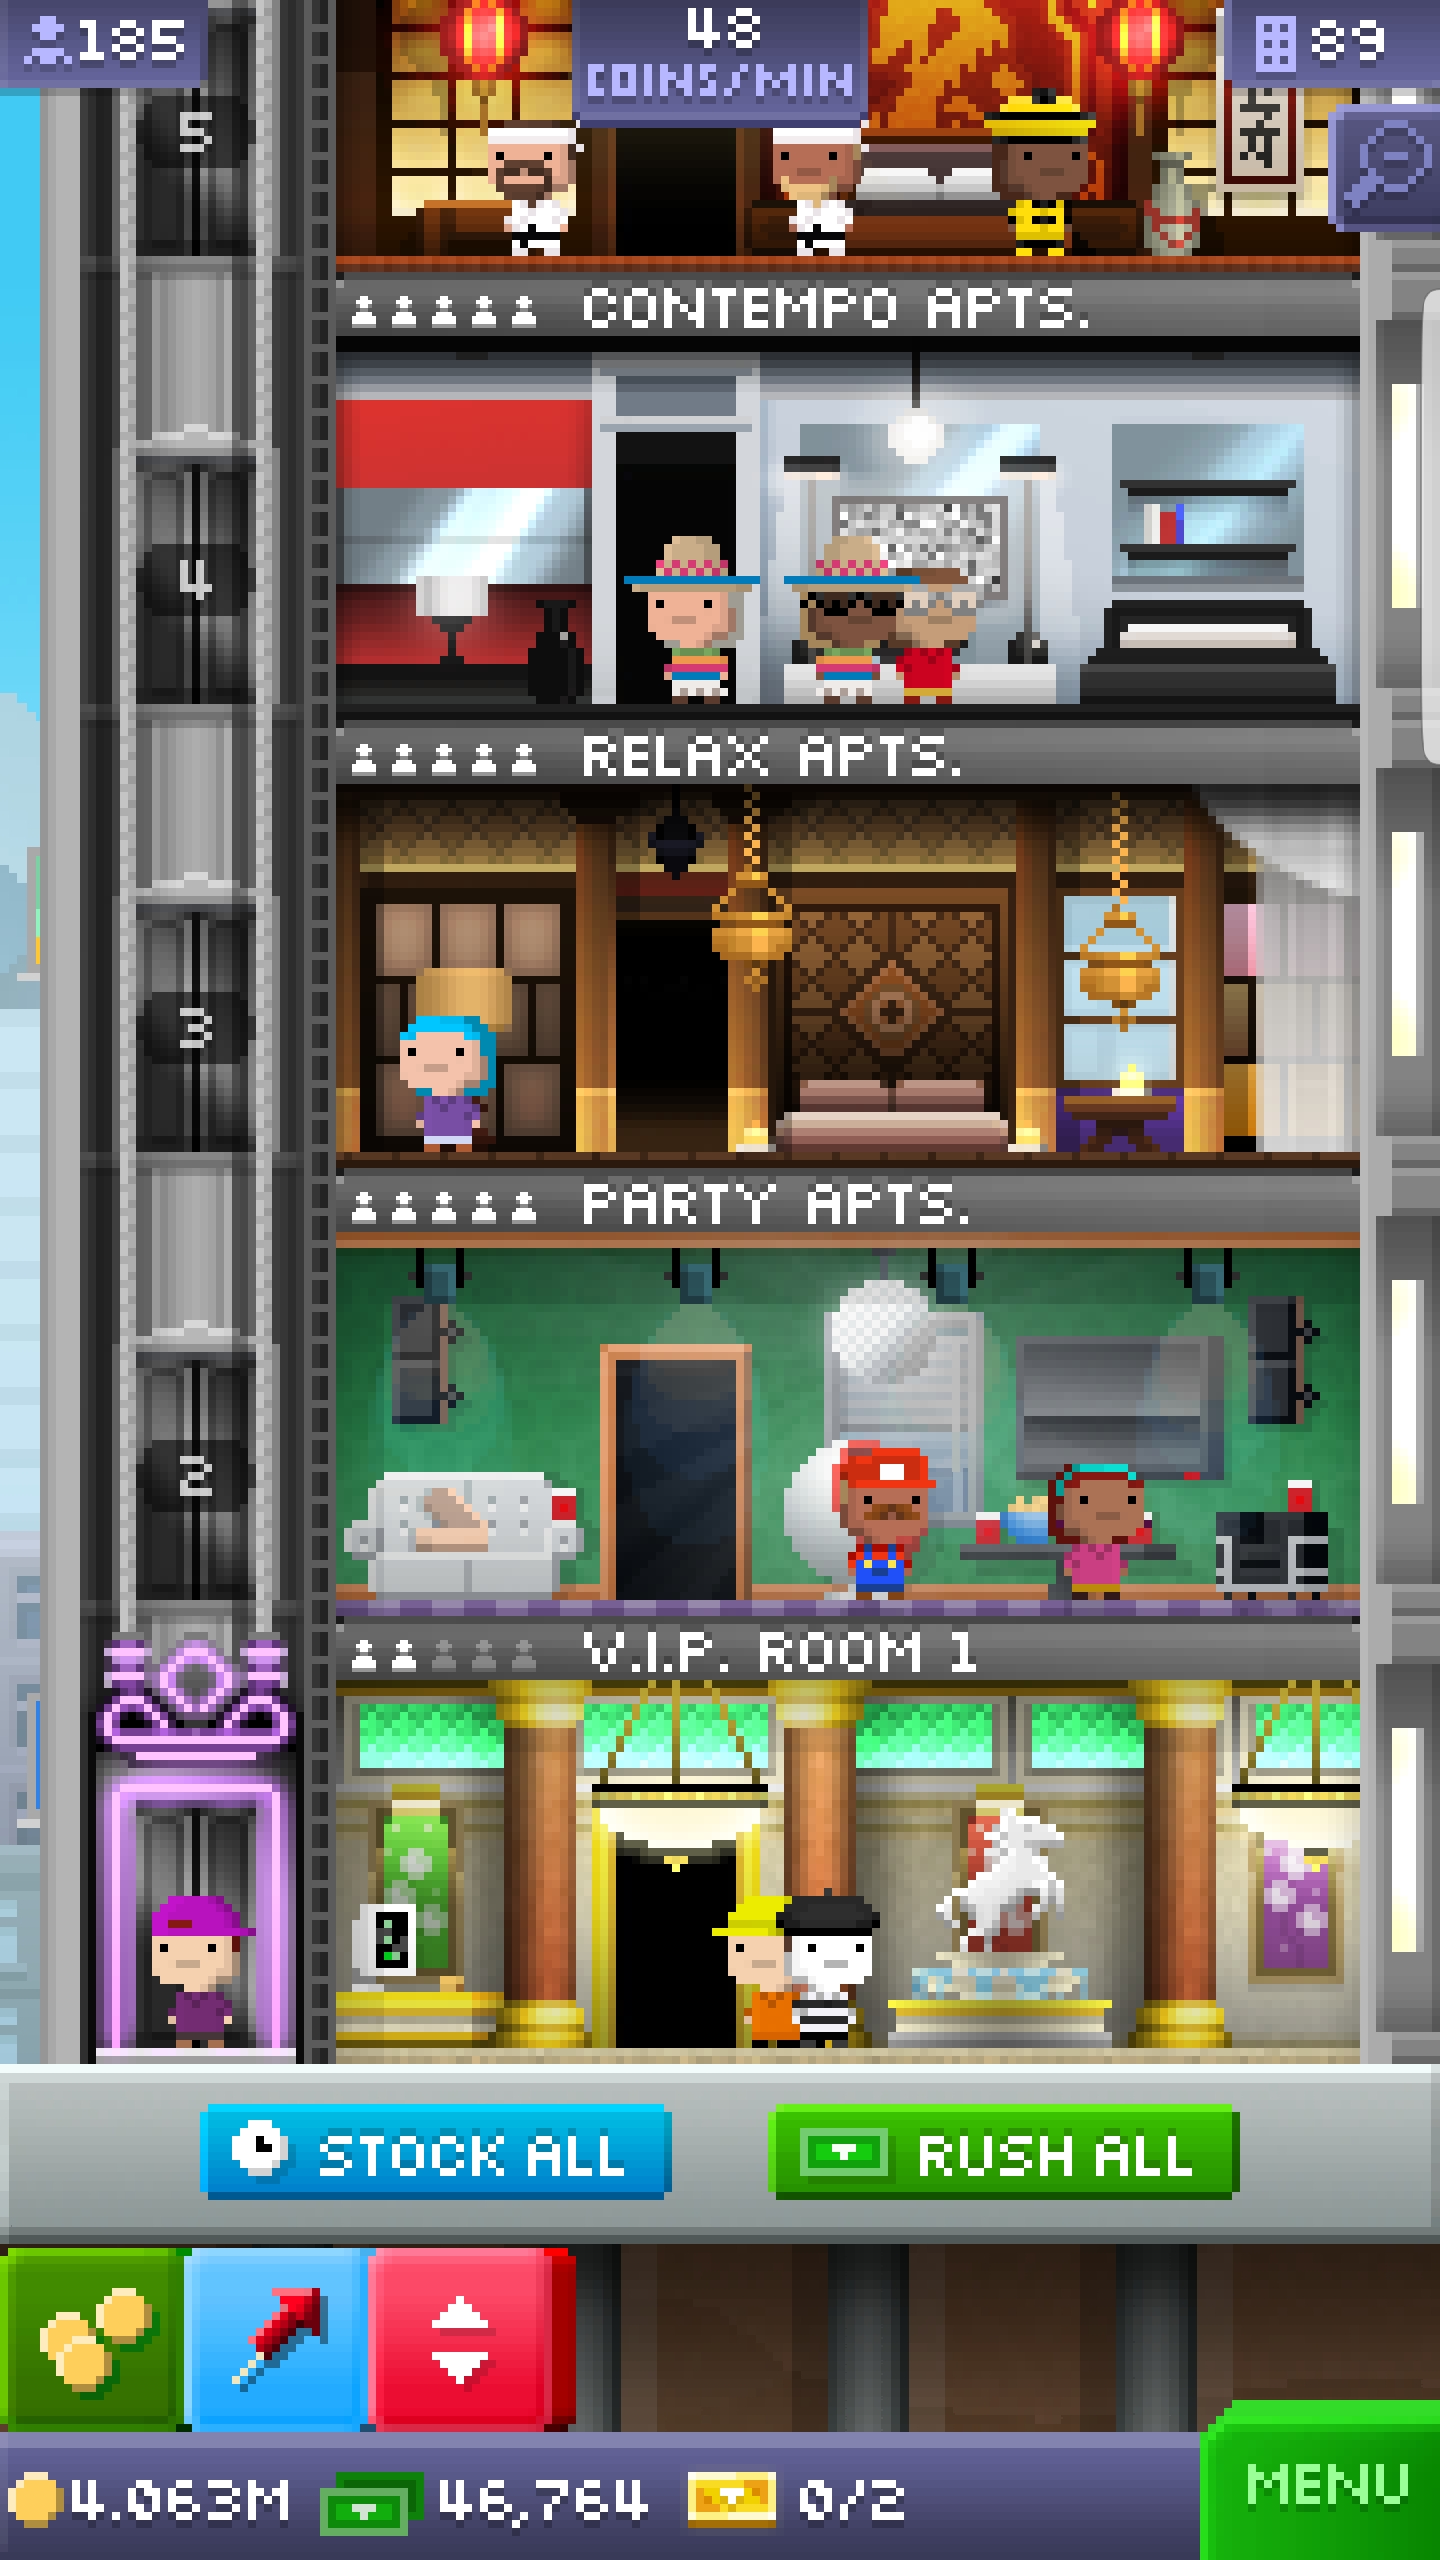 185
48
COINS/MIN
89
5
CONTEMPO APTS.
4
RELAX APTS.
3
PARTY APTS.
2
V.I.P. ROOM 1
STOCK ALL
RUSH ALL
4.063M
46,764
0/2
MENU